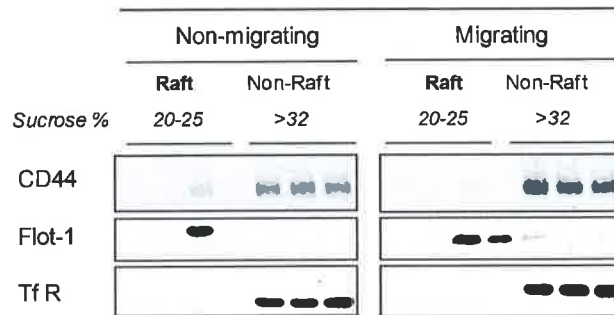 Non-migrating Migrating
Raft Non-Raft Raft Non-Raft
Sucrose % 20-25 >32 20-25 >32
CD44
Flot-1
Tf R